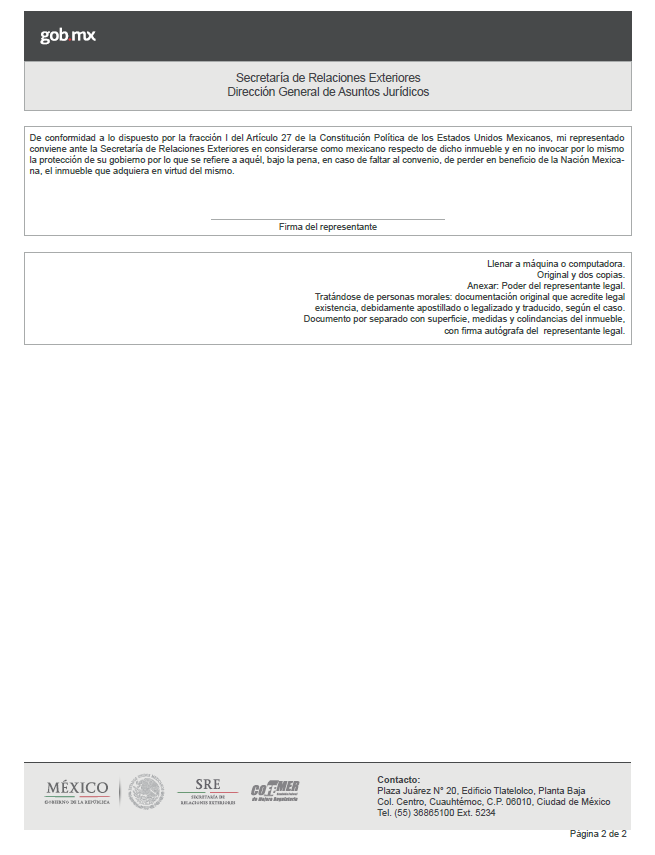 gob.mx
Secretaría de Relaciones Exteriores
Dirección General de Asuntos Jurídicos
De conformidad a lo dispuesto por la fracción I del Artículo 27 de la Constitución Política de los Estados Unidos Mexicanos, mi representado
conviene ante la Secretaría de Relaciones Exteriores en considerarse como mexicano respecto de dicho inmueble y en no invocar por lo mismo
la protección de su gobierno por lo que se refiere a aquél, bajo la pena, en caso de faltar al convenio, de perder en beneficio de la Nación Mexica-
na, el inmueble que adquiera en virtud del mismo.
Firma del representante
Llenar a máquina o computadora.
Original y dos copias.
Anexar: Poder del representante legal.
Tratándose de personas morales: documentación original que acredite legal
existencia, debidamente apostillado o legalizado y traducido, según el caso.
Documento por separado con superficie, medidas y colindancias del inmueble,
con firma autógrafa del representante legal.
MÉXICO
GOBIERNO DE LA REPÚBLICA
SRE
SECRETARÍA DE
RELACIONES EXTERIORES
COFEMER
de Mejora Regulatoria
Contacto:
Plaza Juárez N° 20, Edificio Tlatelolco, Planta Baja
Col. Centro, Cuauhtémoc, C.P. 06010, Ciudad de México
Tel. (55) 36865100 Ext. 5234
Página 2 de 2